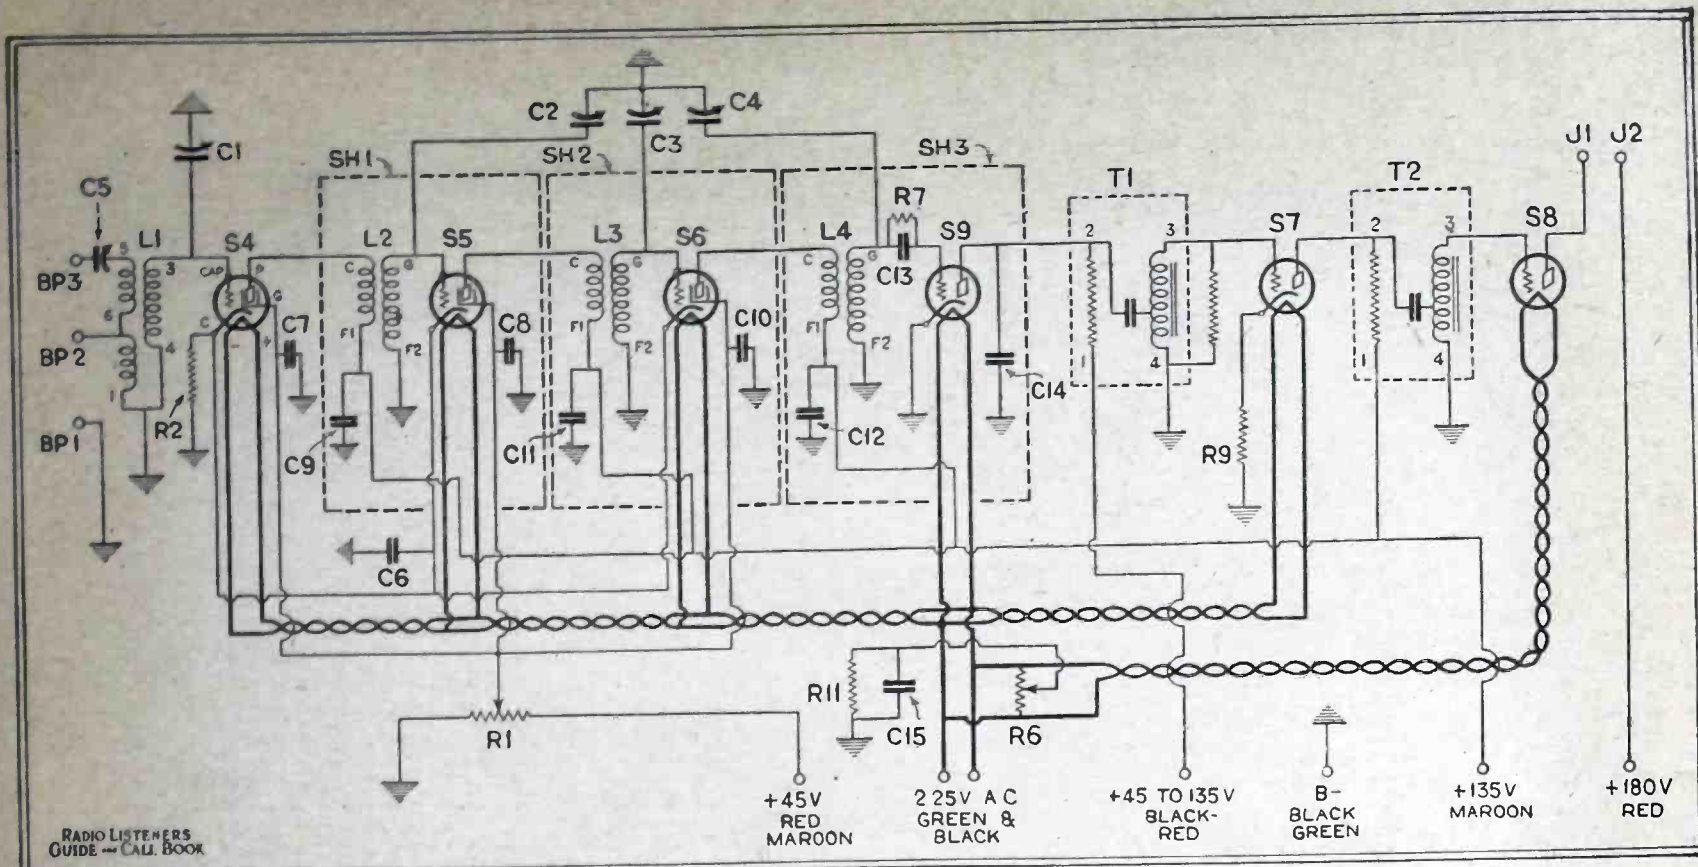 C2
C4
C3
C1
SH1
SH2
SH3
J1 J2
C5
T1
T2
R7
L1
S4
L2
S5
L3
S6
L4
S9
S7
S8
BP3
5
3
CAP
P
C
G
C
G
C
G
2
3
2
3
C13
G
C
C7
C8
C10
6
4
F1
F2
F1
F2
F1
F2
BP2
1
4
1
4
1
C14
R2
BP1
C9
C11
C12
R9
C6
R11
C15
R6
R1
+45V
RED
MAROON
2 25V AC
GREEN &
BLACK
+45 TO 135V
BLACK-
RED
B-
BLACK
GREEN
+135V
MAROON
+180V
RED
RADIO LISTENERS
GUIDE and CALL BOOK